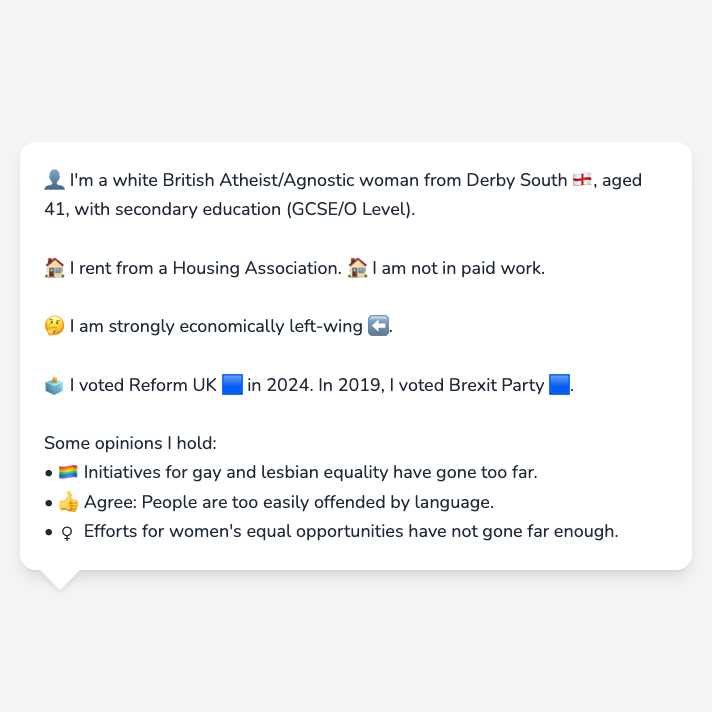 👤 I'm a white British Atheist/Agnostic woman from Derby South 🏴󠁧󠁢󠁥󠁮󠁧󠁿, aged
41, with secondary education (GCSE/O Level).
🏠 I rent from a Housing Association. 🏠 I am not in paid work.
🤔 I am strongly economically left-wing ⬅️.
🗳️ I voted Reform UK 🟦 in 2024. In 2019, I voted Brexit Party 🟦.
Some opinions I hold:
• 🏳️‍🌈 Initiatives for gay and lesbian equality have gone too far.
• 👍 Agree: People are too easily offended by language.
• ♀ Efforts for women's equal opportunities have not gone far enough.